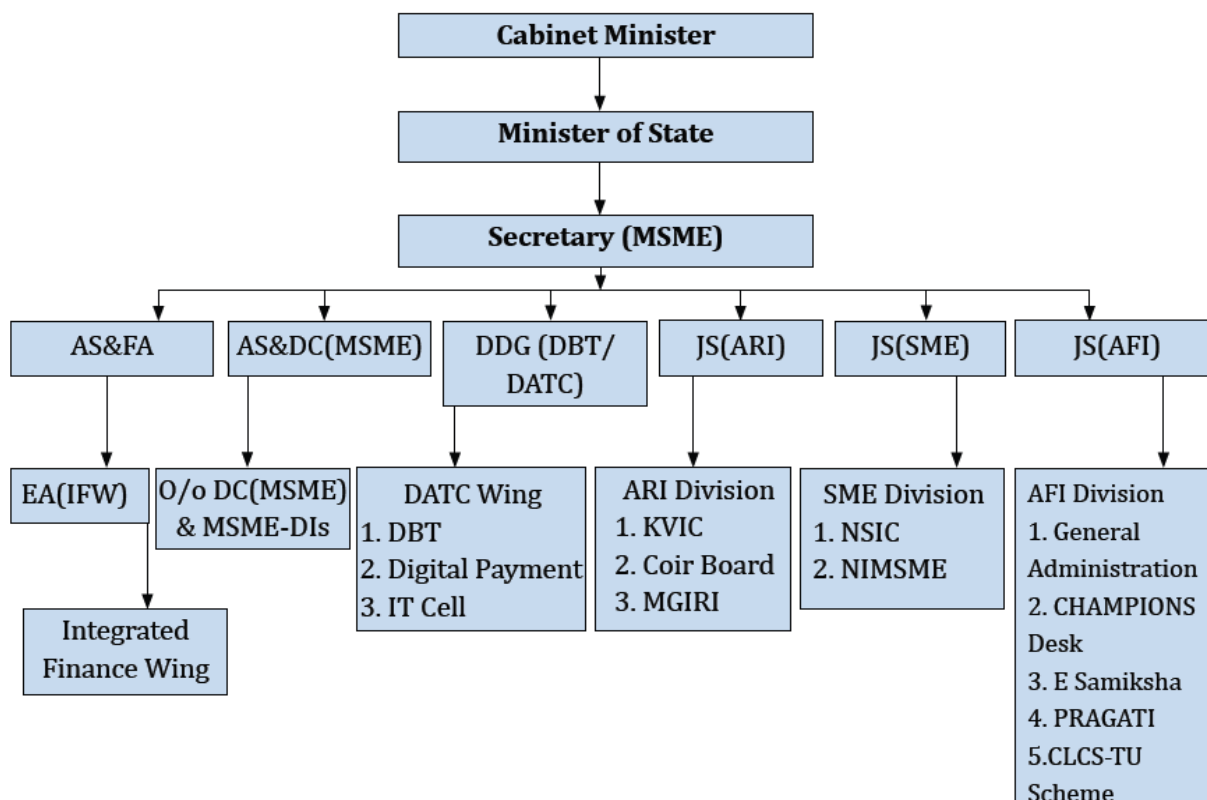 Cabinet Minister
Minister of State
Secretary (MSME)
AS&FA
AS&DC(MSME)
DDG (DBT/
DATC)
JS(ARI)
JS(SME)
JS(AFI)
EA(IFW)
O/o DC(MSME)
& MSME-DIs
DATC Wing
1. DBT
2. Digital Payment
3. IT Cell
ARI Division
1. KVIC
2. Coir Board
3. MGIRI
SME Division
1. NSIC
2. NIMSME
AFI Division
1. General
Administration
2. CHAMPIONS
Desk
3. E Samiksha
4. PRAGATI
5.CLCS-TU
Scheme
Integrated
Finance Wing